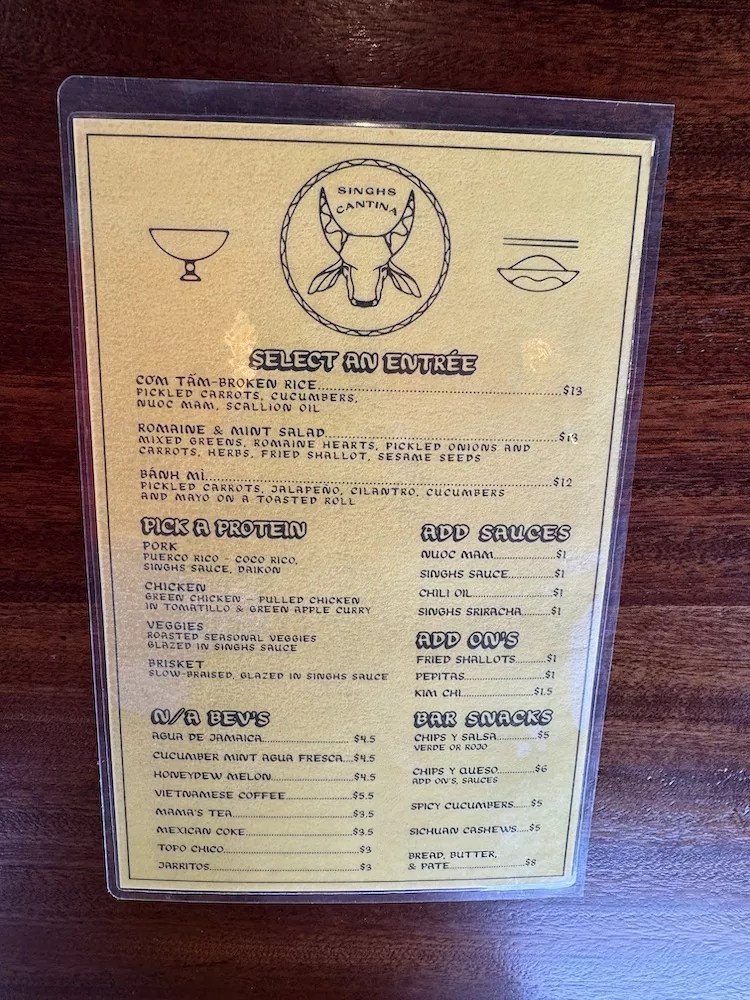 SINGHS
CANTINA
SELECT AN ENTRÉE
CƠM TẤM-BROKEN RICE..........$13
PICKLED CARROTS, CUCUMBERS,
NUOC MAM, SCALLION OIL
ROMAINE & MINT SALAD..........$13
MIXED GREENS, ROMAINE HEARTS, PICKLED ONIONS AND
CARROTS, HERBS, FRIED SHALLOT, SESAME SEEDS
BÁNH MÌ..........$12
PICKLED CARROTS, JALAPEÑO, CILANTRO, CUCUMBERS
AND MAYO ON A TOASTED ROLL
PICK A PROTEIN
PORK
PUERCO RICO - COCO RICO,
SINGHS SAUCE, DAIKON
CHICKEN
GREEN CHICKEN - PULLED CHICKEN
IN TOMATILLO & GREEN APPLE CURRY
VEGGIES
ROASTED SEASONAL VEGGIES
GLAZED IN SINGHS SAUCE
BRISKET
SLOW-BRAISED, GLAZED IN SINGHS SAUCE
ADD SAUCES
NUOC MAM..........$1
SINGHS SAUCE..........$1
CHILI OIL..........$1
SINGHS SRIRACHA..........$1
ADD ON'S
FRIED SHALLOTS..........$1
PEPITAS..........$1
KIM CHI..........$1.5
N/A BEV'S
AGUA DE JAMAICA..........$4.5
CUCUMBER MINT AGUA FRESCA...$4.5
HONEYDEW MELON..........$4.5
VIETNAMESE COFFEE..........$5.5
MAMA'S TEA..........$3.5
MEXICAN COKE..........$3.5
TOPO CHICO..........$3
JARRITOS..........$3
BAR SNACKS
CHIPS Y SALSA..........$5
VERDE OR ROJO
CHIPS Y QUESO..........$6
ADD ON'S, SAUCES
SPICY CUCUMBERS.....$5
SICHUAN CASHEWS.....$5
BREAD, BUTTER,
& PATE..........$8